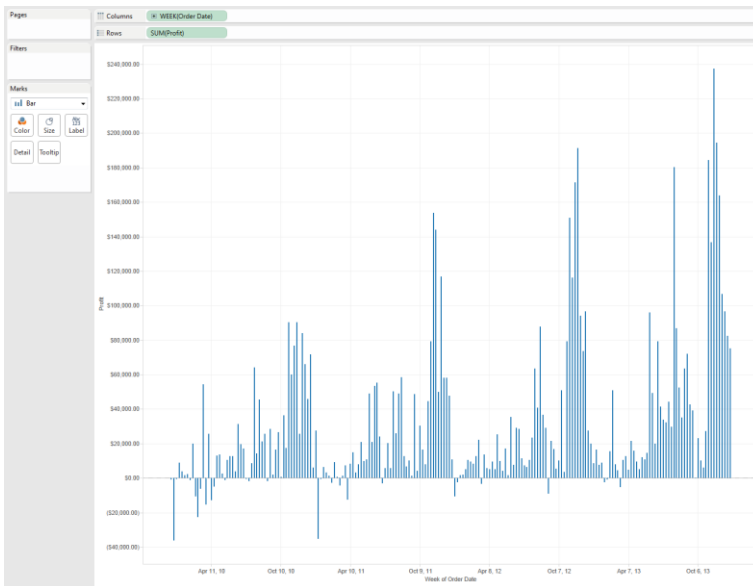 Pages
Columns
WEEK(Order Date)
Rows
SUM(Profit)
Filters
Marks
Bar
Color
Size
Label
Detail
Tooltip
$240,000.00
$220,000.00
$200,000.00
$180,000.00
$160,000.00
$140,000.00
$120,000.00
$100,000.00
$80,000.00
$60,000.00
$40,000.00
$20,000.00
$0.00
($20,000.00)
($40,000.00)
Profit
Apr 11, 10 Oct 10, 10 Apr 10, 11 Oct 9, 11 Apr 8, 12 Oct 7, 12 Apr 7, 13 Oct 6, 13
Week of Order Date